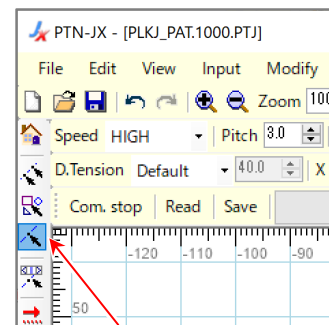 PTN-JX - [PLKJ_PAT.1000.PTJ]
File Edit View Input Modify
Zoom 100
Speed HIGH Pitch 3.0
D.Tension Default 40.0 X
Com. stop Read Save
-120 -110 -100 -90
50